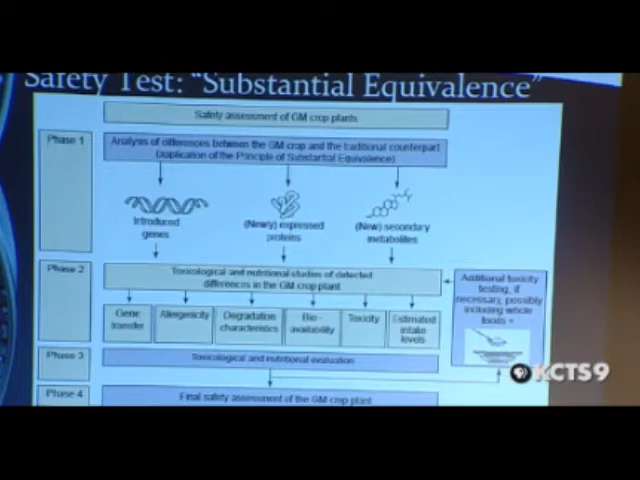 Safety Test: “Substantial Equivalence”
Safety assessment of GM crop plants
Phase 1
Analysis of differences between the GM crop and the traditional counterpart
(application of the Principle of Substantial Equivalence)
Introduced
genes
(Newly) expressed
proteins
(New) secondary
metabolites
Phase 2
Toxicological and nutritional studies of detected
differences in the GM crop plant
Additional toxicity
testing, if
necessary, possibly
including whole
foods
Gene
transfer
Allergenicity
Degradation
characteristics
Bio-
availability
Toxicity
Estimated
intake
levels
Phase 3
Toxicological and nutritional evaluation
Phase 4
Final safety assessment of the GM crop plant
KCTS9